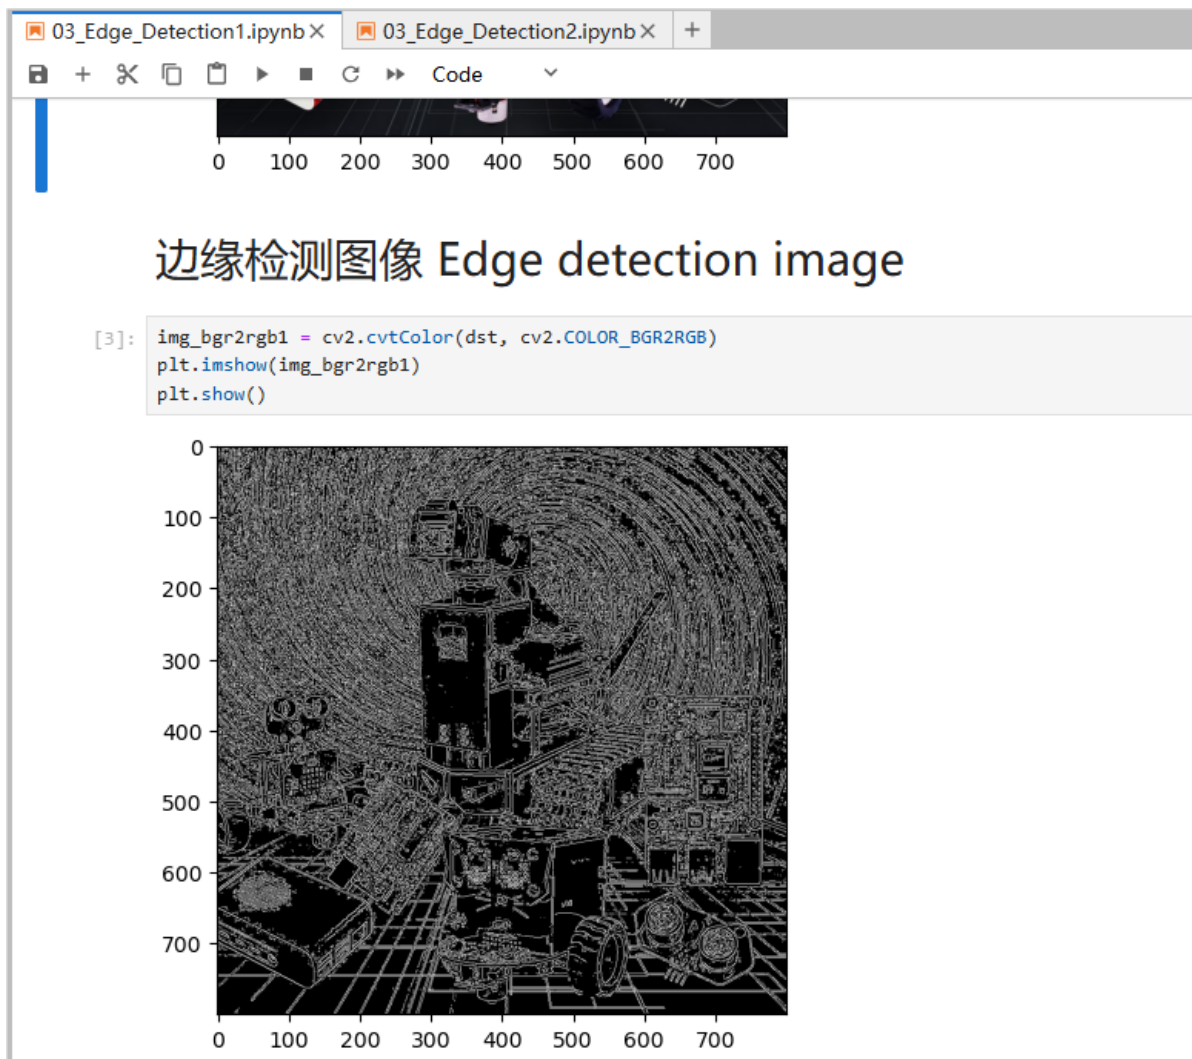 03_Edge_Detection1.ipynb
03_Edge_Detection2.ipynb
Code
0 100 200 300 400 500 600 700
边缘检测图像 Edge detection image
[3]:
img_bgr2rgb1 = cv2.cvtColor(dst, cv2.COLOR_BGR2RGB)
plt.imshow(img_bgr2rgb1)
plt.show()
0
100
200
300
400
500
600
700
0 100 200 300 400 500 600 700